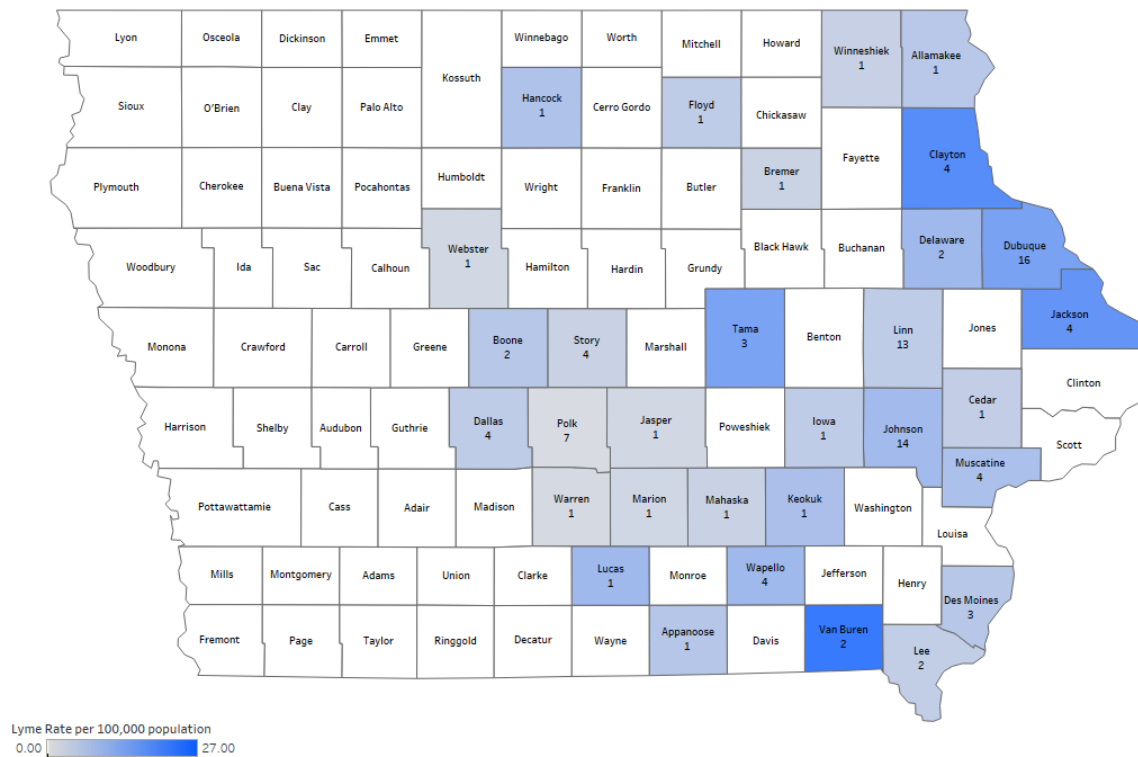 Lyon
Osceola
Dickinson
Emmet
Kossuth
Winnebago
Worth
Mitchell
Howard
Winneshiek
1
Allamakee
1
Sioux
O'Brien
Clay
Palo Alto
Hancock
1
Cerro Gordo
Floyd
1
Chickasaw
Fayette
Clayton
4
Plymouth
Cherokee
Buena Vista
Pocahontas
Humboldt
Wright
Franklin
Butler
Bremer
1
Woodbury
Ida
Sac
Calhoun
Webster
1
Hamilton
Hardin
Grundy
Black Hawk
Buchanan
Delaware
2
Dubuque
16
Monona
Crawford
Carroll
Greene
Boone
2
Story
4
Marshall
Tama
3
Benton
Linn
13
Jones
Jackson
4
Clinton
Harrison
Shelby
Audubon
Guthrie
Dallas
4
Polk
7
Jasper
1
Poweshiek
Iowa
1
Johnson
14
Cedar
1
Scott
Muscatine
4
Pottawattamie
Cass
Adair
Madison
Warren
1
Marion
1
Mahaska
1
Keokuk
1
Washington
Louisa
Mills
Montgomery
Adams
Union
Clarke
Lucas
1
Monroe
Wapello
4
Jefferson
Henry
Des Moines
3
Fremont
Page
Taylor
Ringgold
Decatur
Wayne
Appanoose
1
Davis
Van Buren
2
Lee
2
Lyme Rate per 100,000 population
0.00 27.00